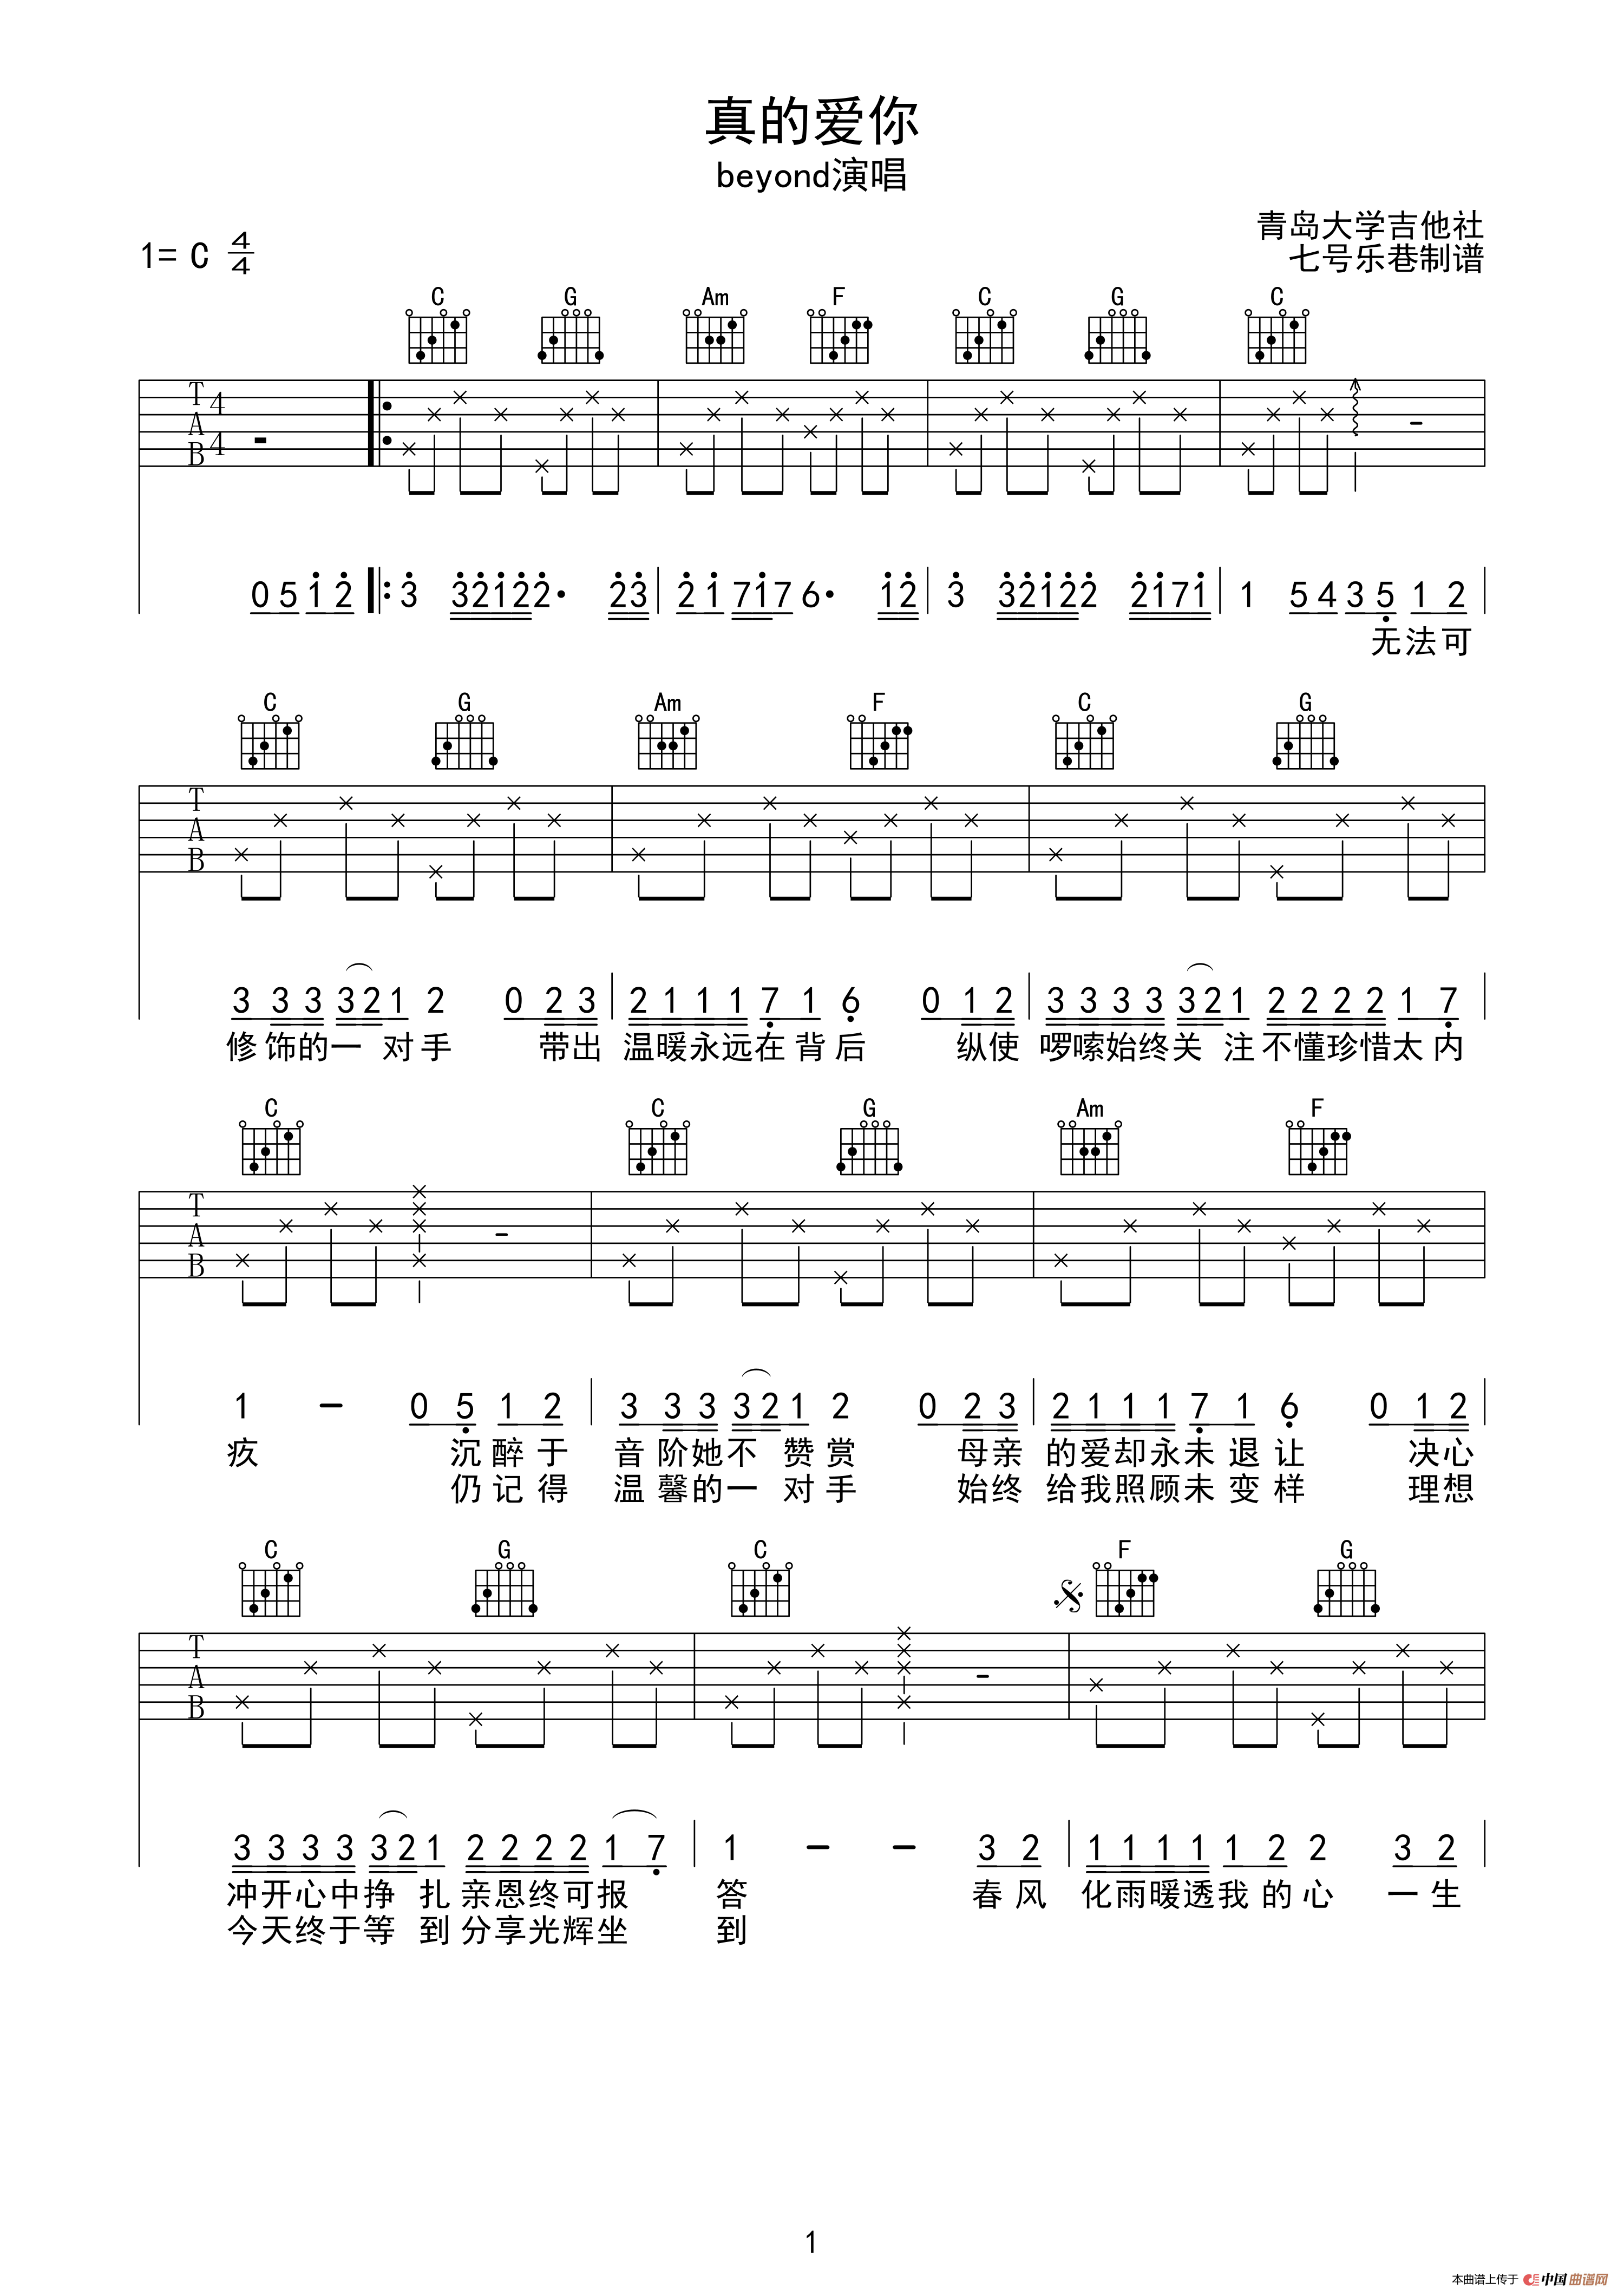 真的爱你
beyond演唱
1= C 4/4
青岛大学吉他社
七号乐巷制谱
C G Am F C G C
T A B 4 4
0 5 1 2 3 3 2 1 2 2· 2 3 2 1 7 1 7 6· 1 2 3 3 2 1 2 2 2 1 7 1 1 5 4 3 5 1 2
无法可
C G Am F C G
T A B
3 3 3 3 2 1 2 0 2 3 2 1 1 1 7 1 6 0 1 2 3 3 3 3 3 2 1 2 2 2 2 1 7
修饰的一 对手 带出 温暖永远在背后 纵使 啰嗦始终关 注不懂珍惜太内
C C G Am F
T A B
1 - 0 5 1 2 3 3 3 3 2 1 2 0 2 3 2 1 1 1 7 1 6 0 1 2
疚 沉醉于 音阶她不 赞赏 母亲 的爱却永未退让 决心
仍记得 温馨的一 对手 始终 给我照顾未变样 理想
C G C F G
T A B
3 3 3 3 3 2 1 2 2 2 2 1 7 1 - - 3 2 1 1 1 1 1 2 2 3 2
冲开心中挣 扎亲恩终可报 答 春风 化雨暖透我的心 一生
今天终于等 到分享光辉坐 到
1
本曲谱上传于 中国曲谱网